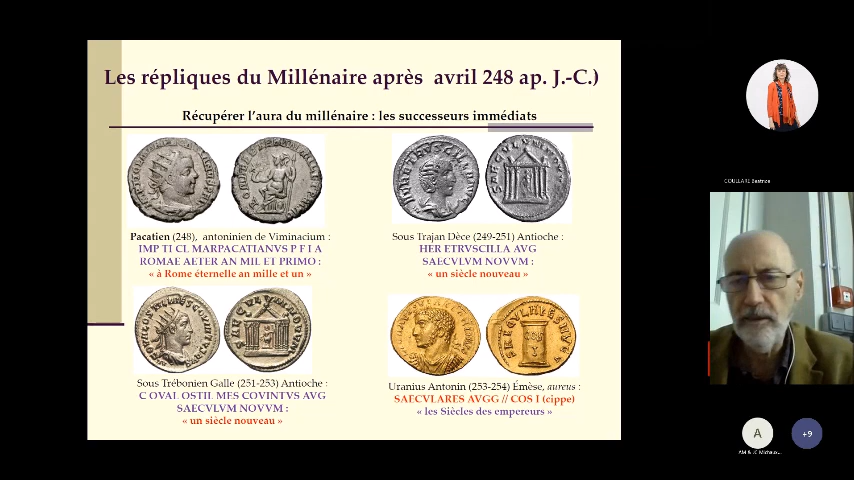 Les répliques du Millénaire après avril 248 ap. J.-C.)
Récupérer l'aura du millénaire : les successeurs immédiats
Pacatien (248), antoninien de Viminacium :
IMP TI CL MARPACATIANVS P F I A
ROMAE AETER AN MIL ET PRIMO :
« à Rome éternelle an mille et un »
Sous Trajan Dèce (249-251) Antioche :
HER ETRVSCILLA AVG
SAECVLVM NOVVM :
« un siècle nouveau »
Sous Trébonien Galle (251-253) Antioche :
C OVAL OSTIL MES COVINTVS AVG
SAECVLVM NOVVM :
« un siècle nouveau »
Uranius Antonin (253-254) Émèse, aureus :
SAECVLARES AVGG // COS I (cippe)
« les Siècles des empereurs »
COULLARE Béatrice
A
+9
AM & JC Michaux...